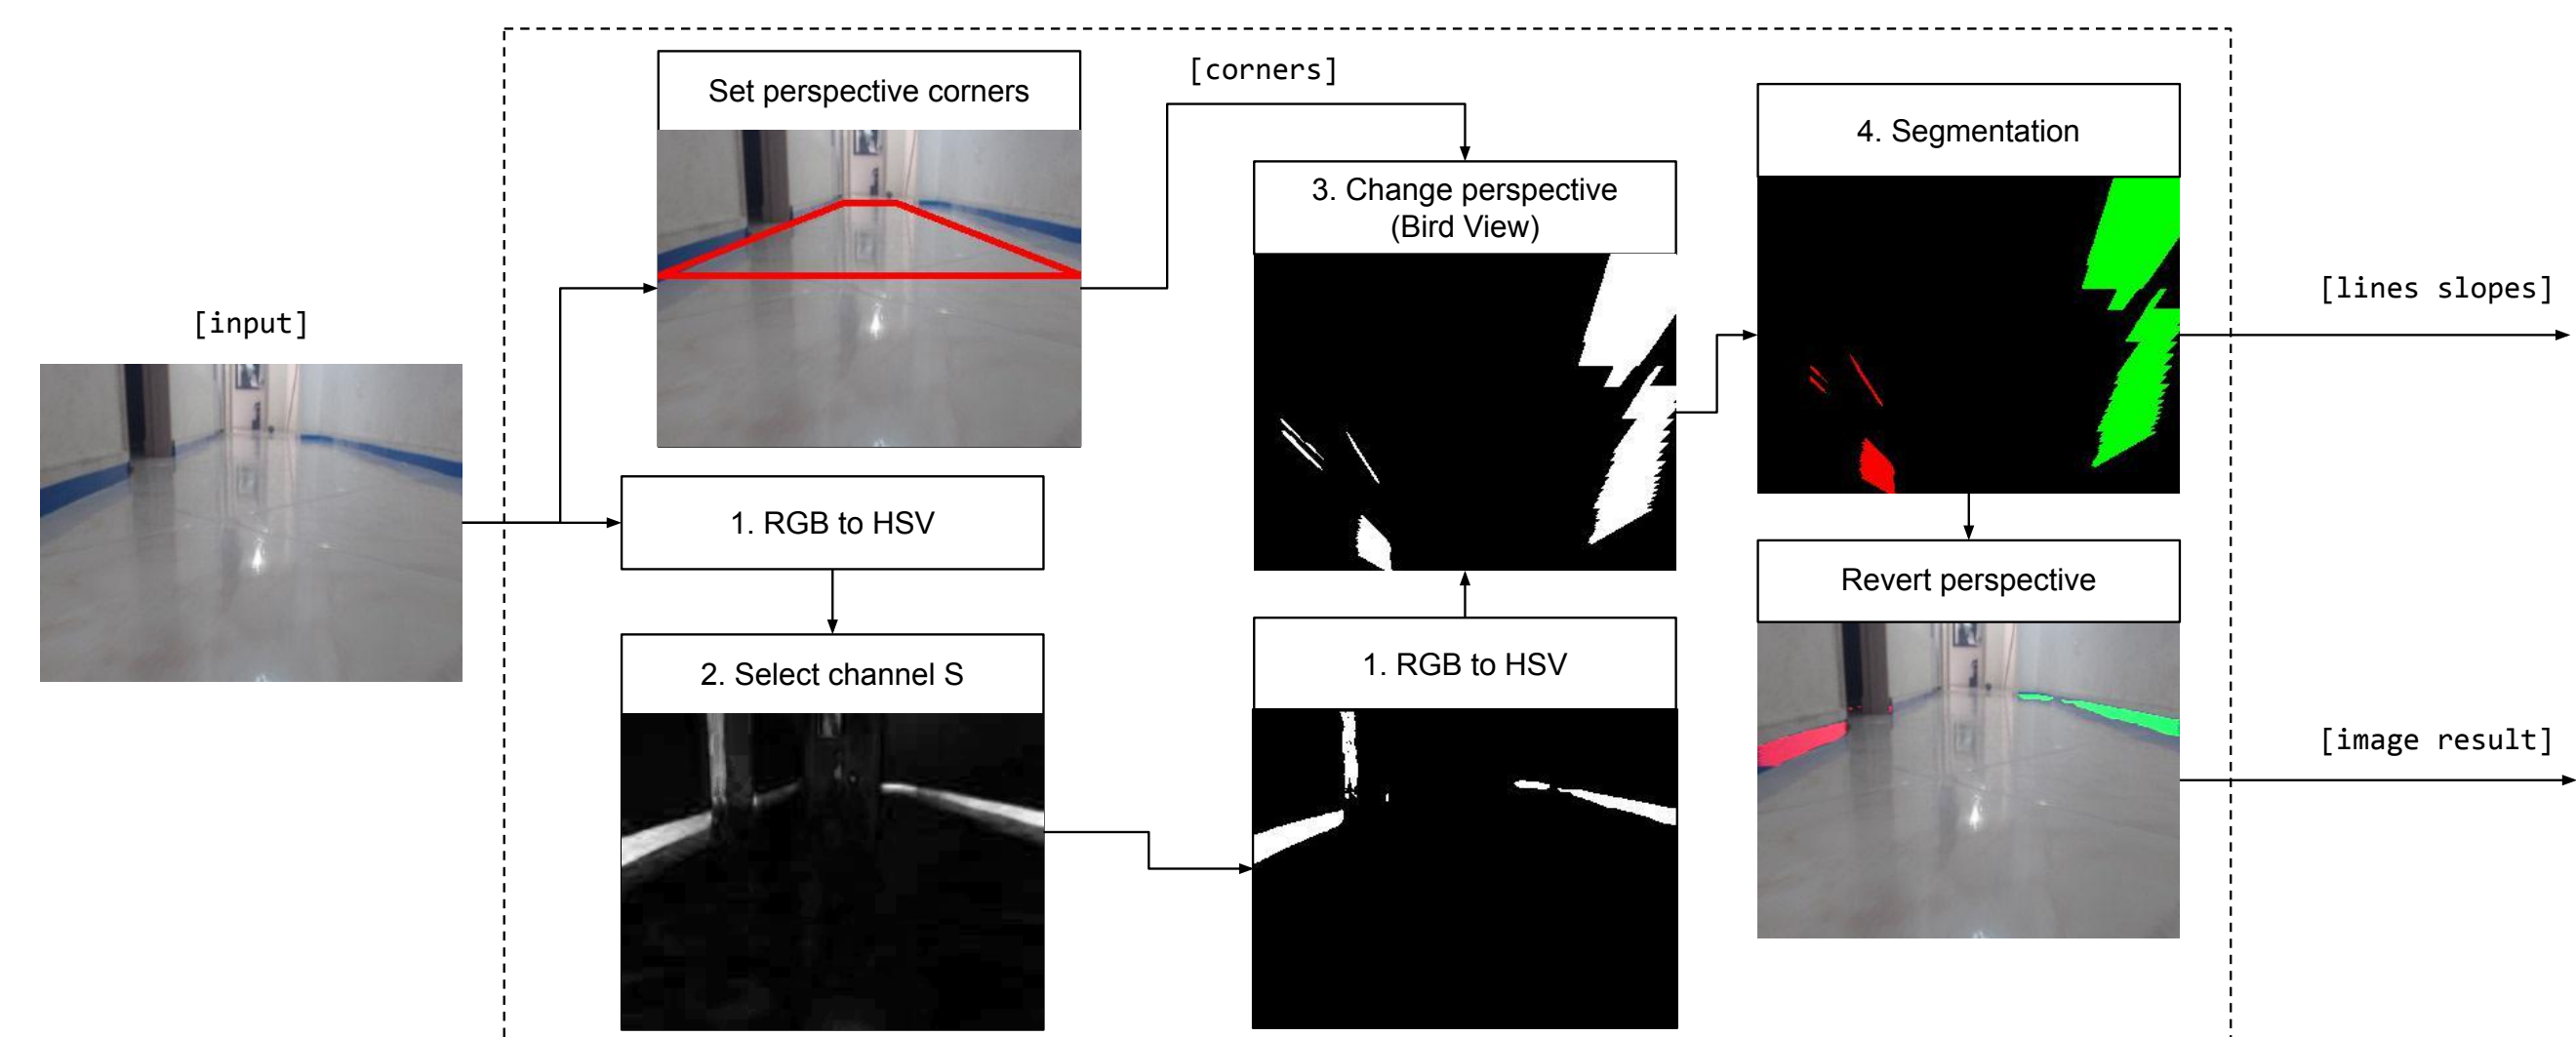 [input]
Set perspective corners
[corners]
1. RGB to HSV
2. Select channel S
3. Change perspective
(Bird View)
1. RGB to HSV
4. Segmentation
Revert perspective
[lines slopes]
[image result]